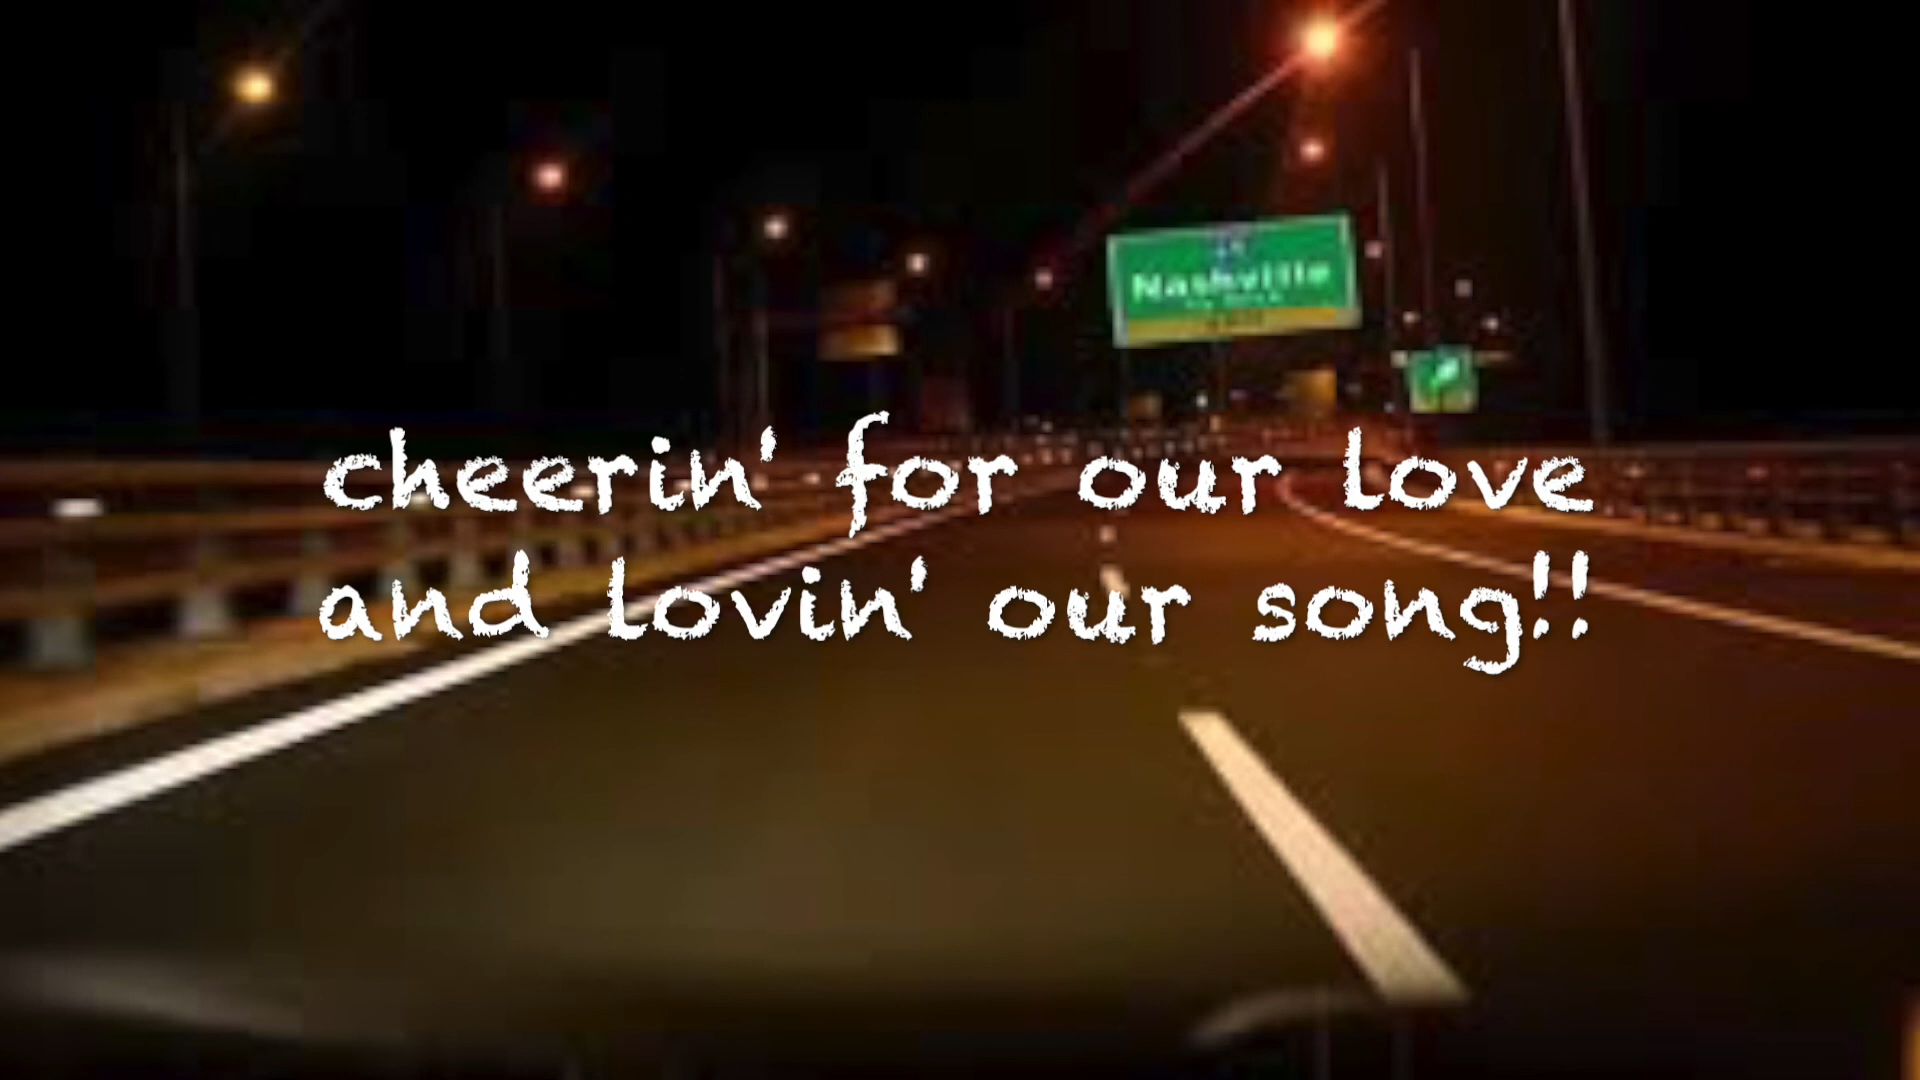 Nashville
cheerin' for our love
and lovin' our song!!